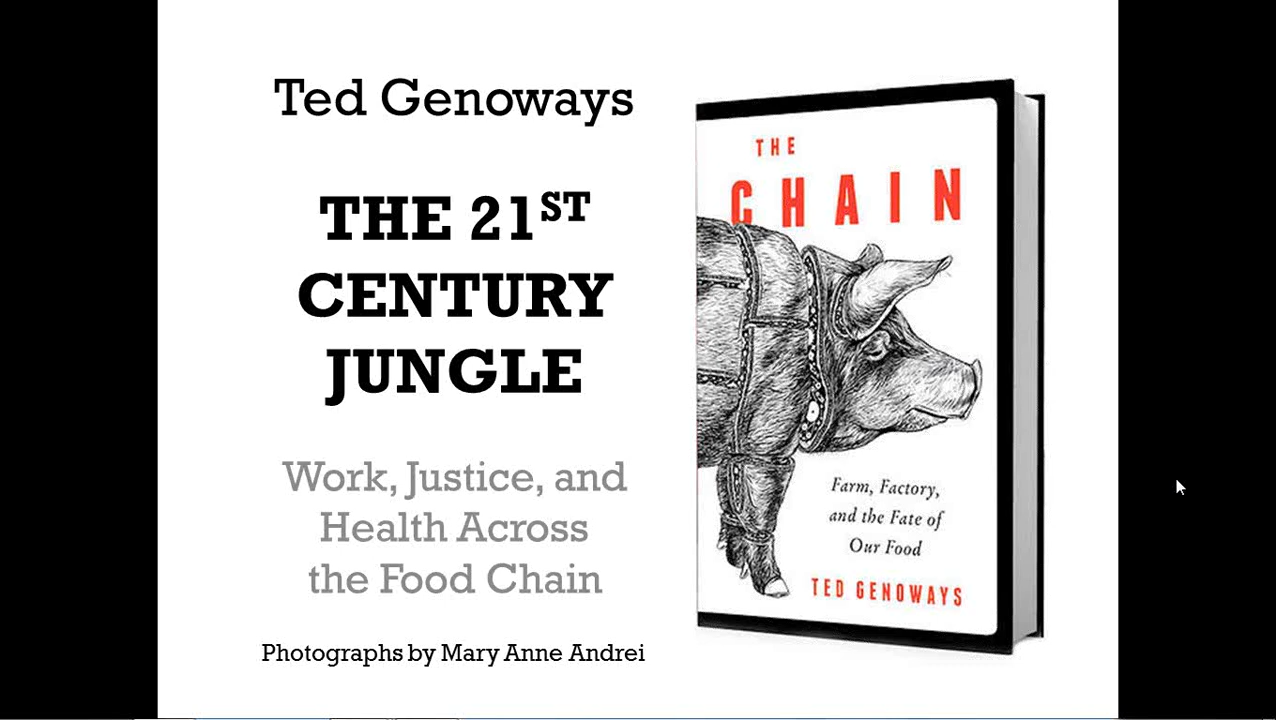 Ted Genoways
THE 21ST
CENTURY
JUNGLE
Work, Justice, and
Health Across
the Food Chain
Photographs by Mary Anne Andrei
THE
CHAIN
Farm, Factory,
and the Fate of
Our Food
TED GENOWAYS